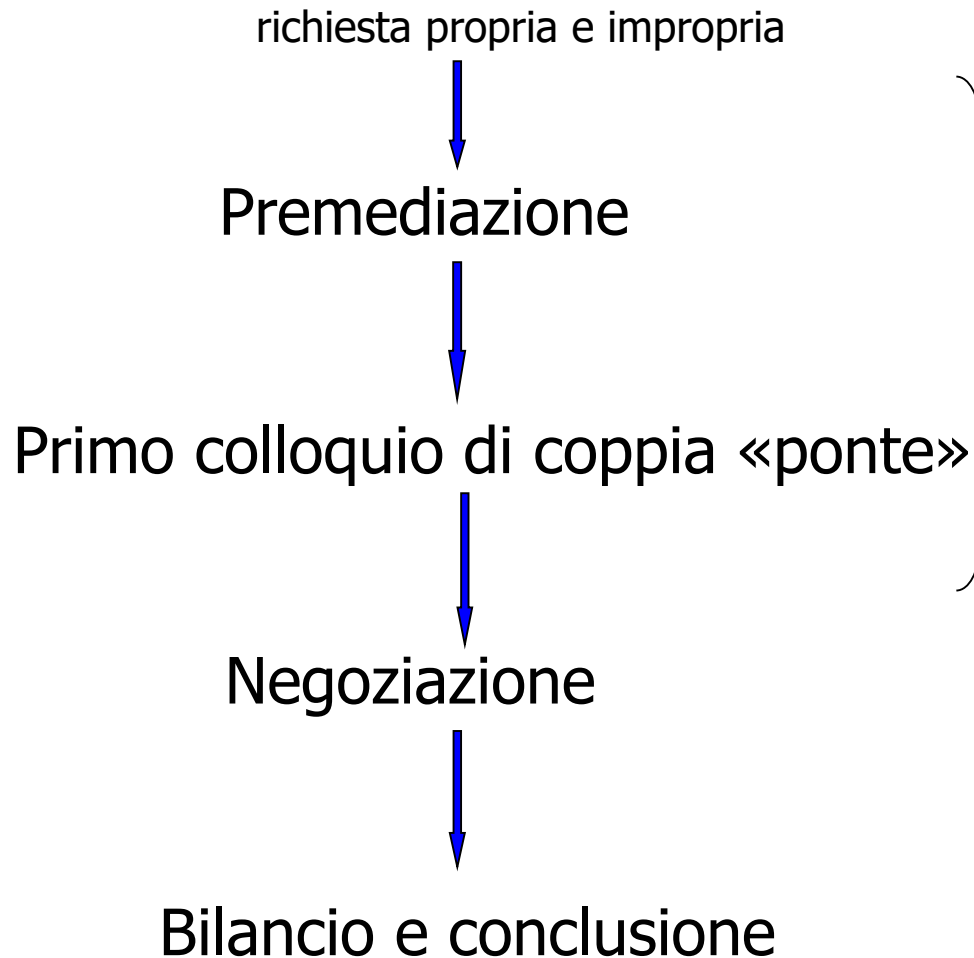 richiesta propria e impropria
Premediazione
Primo colloquio di coppia «ponte»
Negoziazione
Bilancio e conclusione